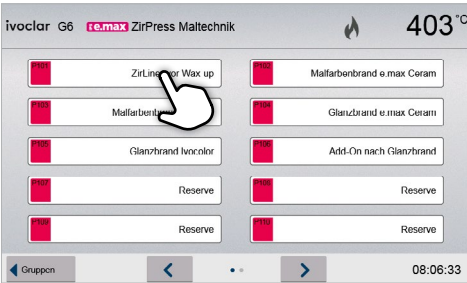 ivoclar G6 e.max ZirPress Maltechnik 403 °C
P101 ZirLiner vor Wax up
P102 Malfarbenbrand e.max Ceram
P103
P104 Glanzbrand e.max Ceram
P105 Glanzbrand Ivocolor
P106 Add-On nach Glanzbrand
P107 Reserve
P108 Reserve
P109 Reserve
P110 Reserve
Gruppen
08:06:33